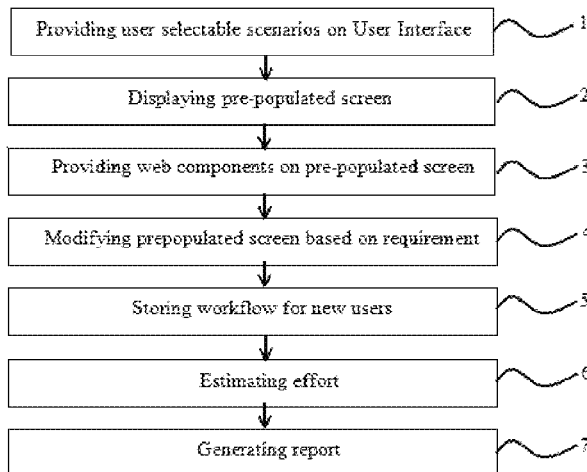 Providing user selectable scenarios on User Interface 1
Displaying pre-populated screen 2
Providing web components on pre-populated screen 3
Modifying prepopulated screen based on requirement 4
Storing workflow for new users 5
Estimating effort 6
Generating report 7